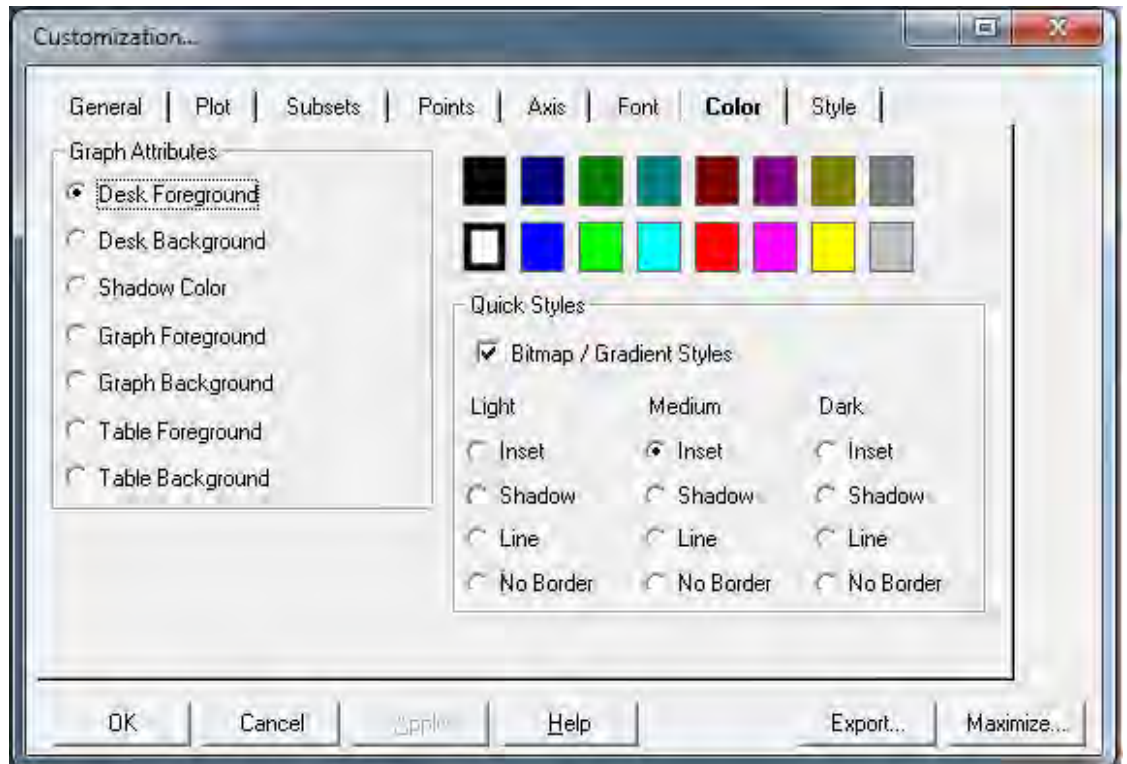 Customization...
General | Plot | Subsets | Points | Axis | Font | Color | Style |
Graph Attributes
Desk Foreground
Desk Background
Shadow Color
Graph Foreground
Graph Background
Table Foreground
Table Background
Quick Styles
Bitmap / Gradient Styles
Light Medium Dark
Inset Inset Inset
Shadow Shadow Shadow
Line Line Line
No Border No Border No Border
OK Cancel Apply Help Export... Maximize...